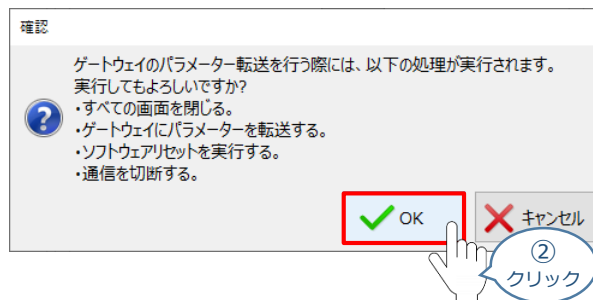 確認
ゲートウェイのパラメーター転送を行う際には、以下の処理が実行されます。
実行してもよろしいですか?
・すべての画面を閉じる。
・ゲートウェイにパラメーターを転送する。
・ソフトウェアリセットを実行する。
・通信を切断する。
OK
キャンセル
②
クリック